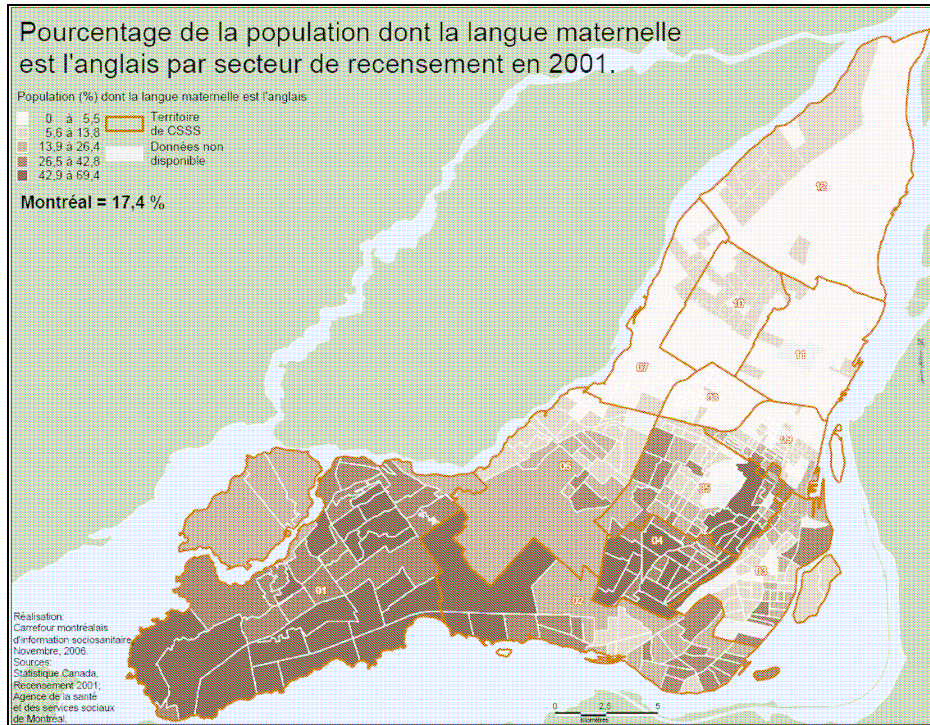 Pourcentage de la population dont la langue maternelle
est l'anglais par secteur de recensement en 2001.
Population (%) dont la langue maternelle est l'anglais
0 à 5,5
5,6 à 13,8
13,9 à 26,4
26,5 à 42,8
42,9 à 69,4
Territoire
de CSSS
Données non
disponible
Montréal = 17,4 %
12
10
11
07
08
09
06
05
04
03
01
02
Réalisation:
Carrefour montréalais
d'information sociosanitaire
Novembre, 2006.
Sources:
Statistique Canada,
Recensement 2001;
Agence de la santé
et des services sociaux
de Montréal.
0 2,5 5
Kilomètres